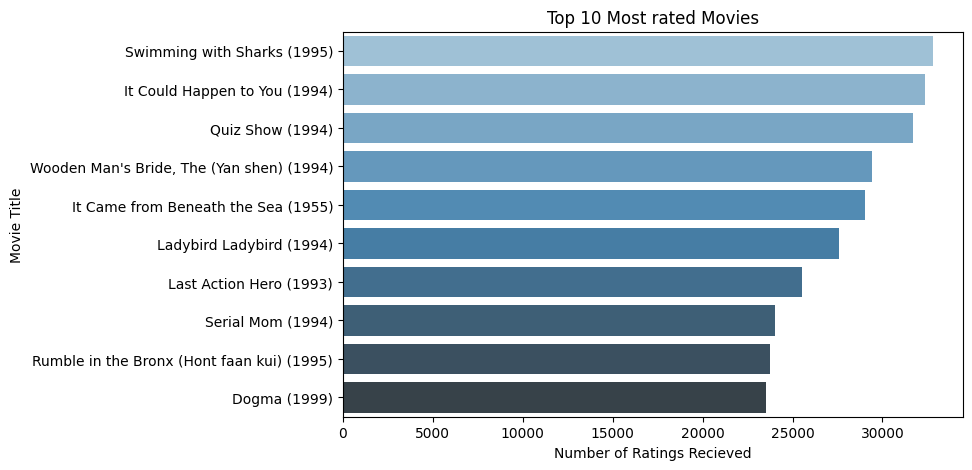 Top 10 Most rated Movies
Swimming with Sharks (1995)
It Could Happen to You (1994)
Quiz Show (1994)
Wooden Man's Bride, The (Yan shen) (1994)
It Came from Beneath the Sea (1955)
Ladybird Ladybird (1994)
Last Action Hero (1993)
Serial Mom (1994)
Rumble in the Bronx (Hont faan kui) (1995)
Dogma (1999)
Movie Title
0 5000 10000 15000 20000 25000 30000
Number of Ratings Recieved